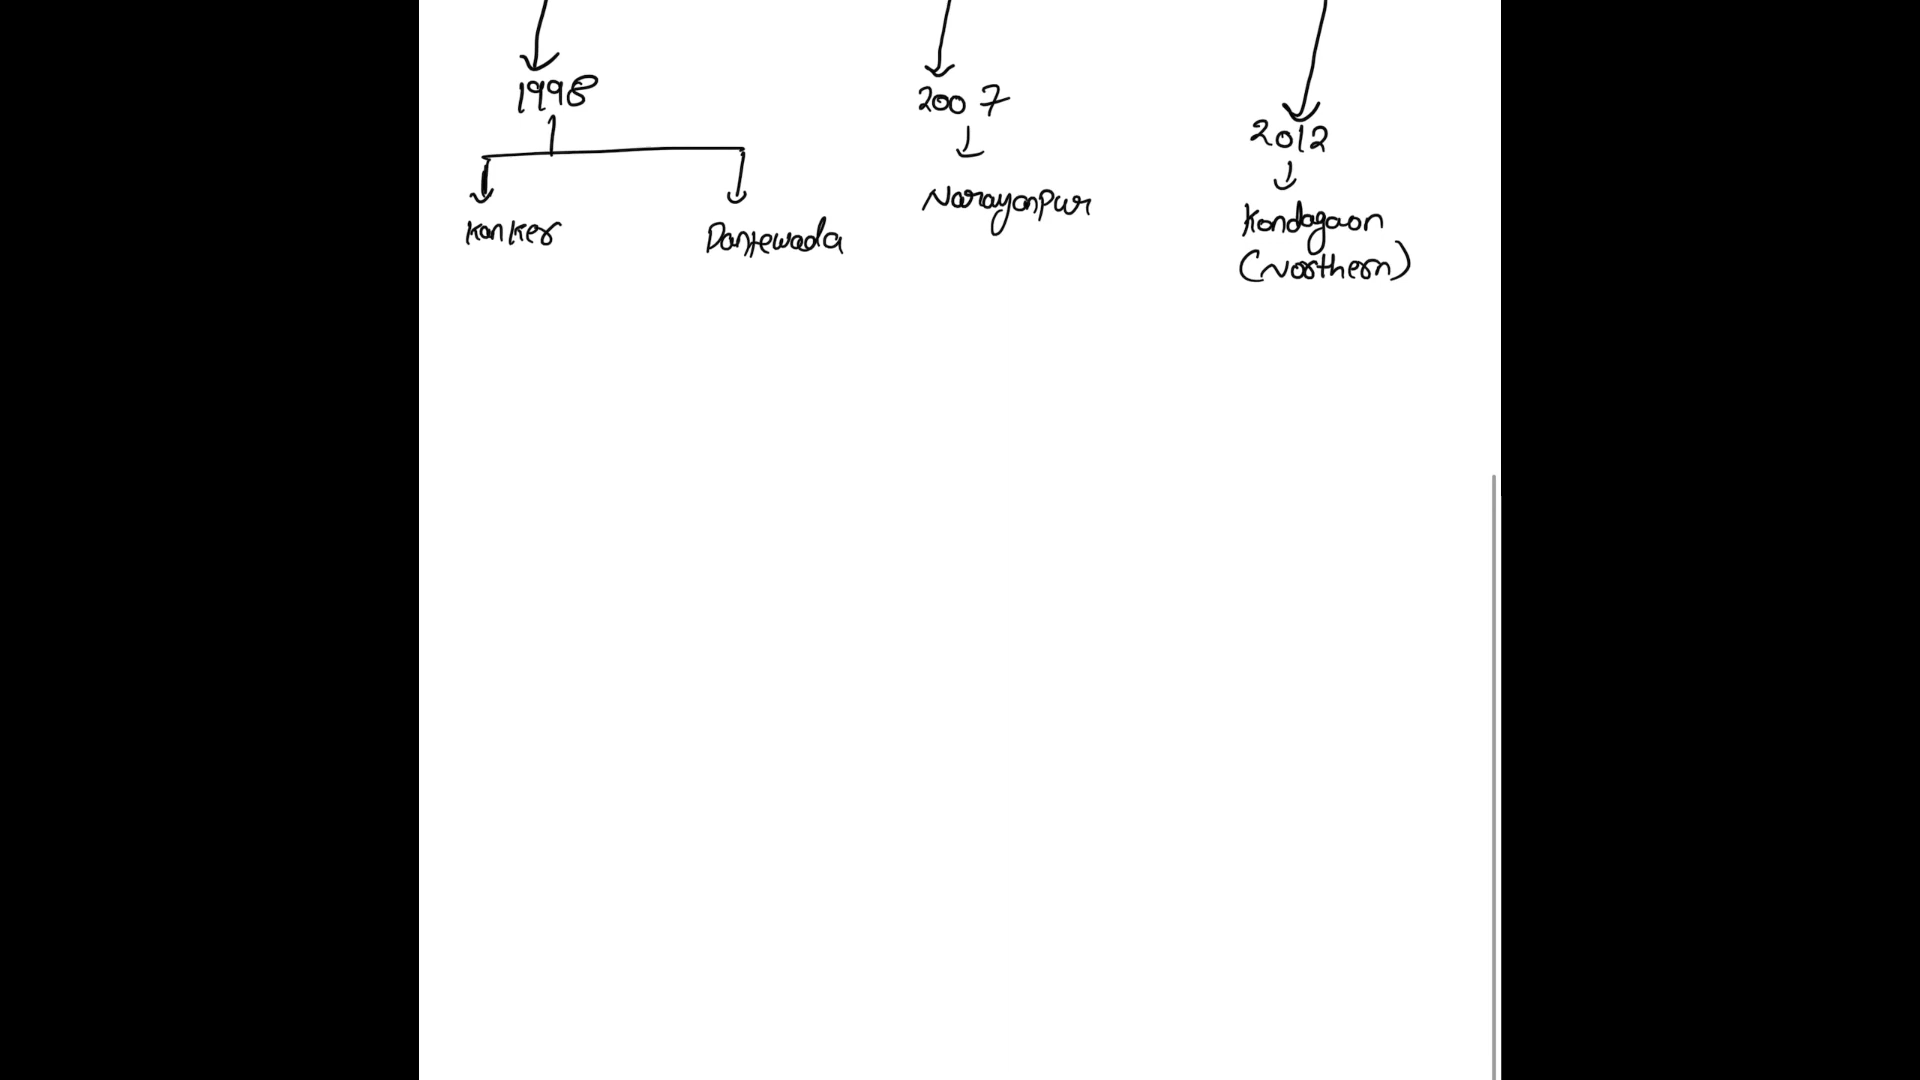 1998
2007
2012
Kanker
Dantewada
Narayanpur
Kondagaon
(Northern)